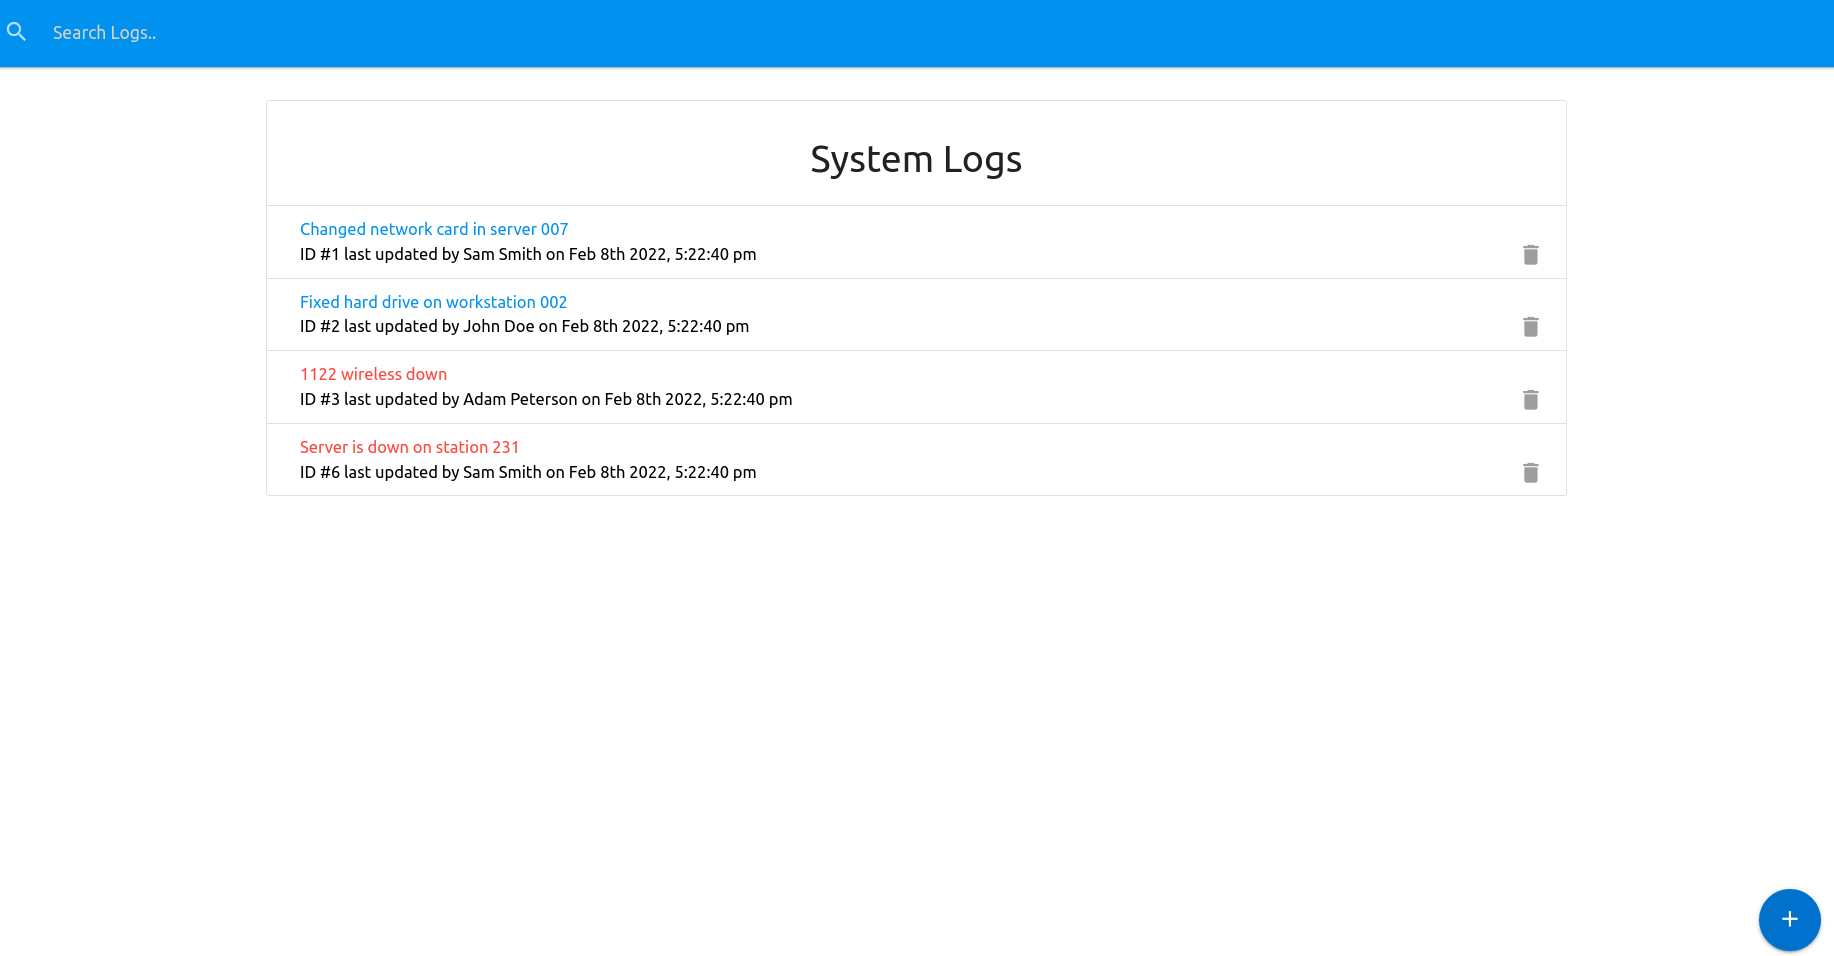 Search Logs..
System Logs
Changed network card in server 007
ID #1 last updated by Sam Smith on Feb 8th 2022, 5:22:40 pm
Fixed hard drive on workstation 002
ID #2 last updated by John Doe on Feb 8th 2022, 5:22:40 pm
1122 wireless down
ID #3 last updated by Adam Peterson on Feb 8th 2022, 5:22:40 pm
Server is down on station 231
ID #6 last updated by Sam Smith on Feb 8th 2022, 5:22:40 pm